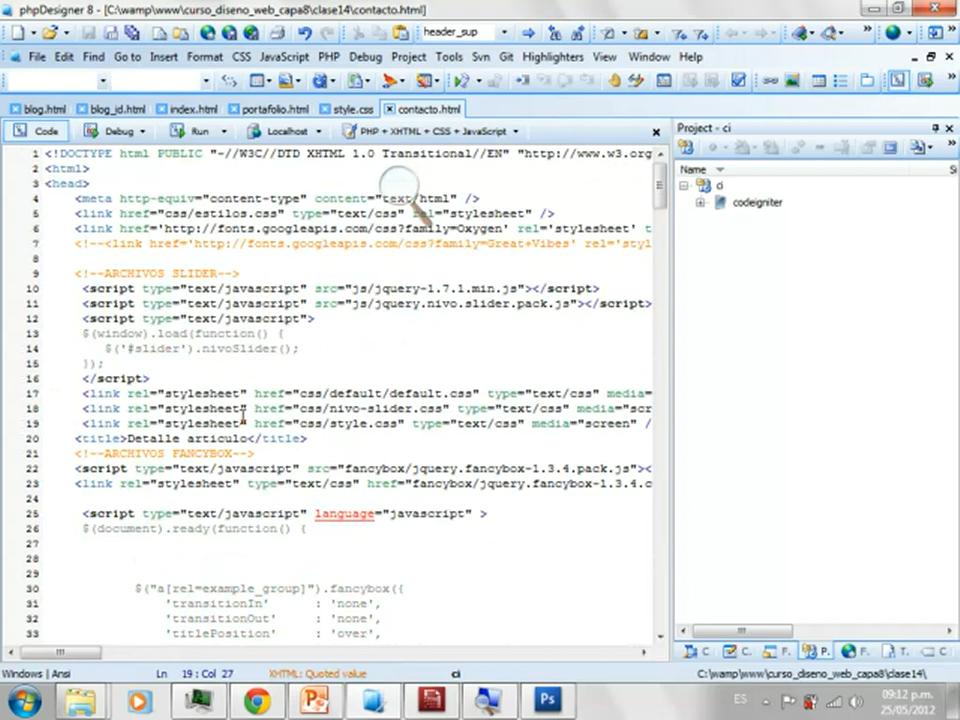 phpDesigner 8 - [C:\wamp\www\curso_diseno_web_capa8\clase14\contacto.html]
header_sup
File Edit View Find Go to Insert Format CSS JavaScript PHP Debug Project Tools Svn Git Highlighters View Window Help
blog.html blog_id.html index.html portafolio.html style.css contacto.html
Code Debug Run Localhost PHP + XHTML + CSS + JavaScript
1 <!DOCTYPE html PUBLIC "-//W3C//DTD XHTML 1.0 Transitional//EN" "http://www.w3.org
2 <html>
3 <head>
4 <meta http-equiv="content-type" content="text/html" />
5 <link href="css/estilos.css" type="text/css" rel="stylesheet" />
6 <link href='http://fonts.googleapis.com/css?family=Oxygen' rel='stylesheet' t
7 <!--<link href='http://fonts.googleapis.com/css?family=Great+Vibes' rel='styl
8
9 <!--ARCHIVOS SLIDER-->
10 <script type="text/javascript" src="js/jquery-1.7.1.min.js"></script>
11 <script type="text/javascript" src="js/jquery.nivo.slider.pack.js"></script>
12 <script type="text/javascript">
13 $(window).load(function() {
14 $('#slider').nivoSlider();
15 });
16 </script>
17 <link rel="stylesheet" href="css/default/default.css" type="text/css" media=
18 <link rel="stylesheet" href="css/nivo-slider.css" type="text/css" media="scr
19 <link rel="stylesheet" href="css/style.css" type="text/css" media="screen" /
20 <title>Detalle articulo</title>
21 <!--ARCHIVOS FANCYBOX-->
22 <script type="text/javascript" src="fancybox/jquery.fancybox-1.3.4.pack.js"><
23 <link rel="stylesheet" type="text/css" href="fancybox/jquery.fancybox-1.3.4.c
24
25 <script type="text/javascript" language="javascript" >
26 $(document).ready(function() {
27
28
29
30 $("a[rel=example_group]").fancybox({
31 'transitionIn' : 'none',
32 'transitionOut' : 'none',
33 'titlePosition' : 'over',
Project - ci
Name S
ci
codeigniter
C C.. F.. P.. F. T. C
Windows | Ansi Ln 19 : Col 27 XHTML: Quoted value ci C:\wamp\www\curso_diseno_web_capa8\clase14\
ES 09:12 p.m.
25/05/2012